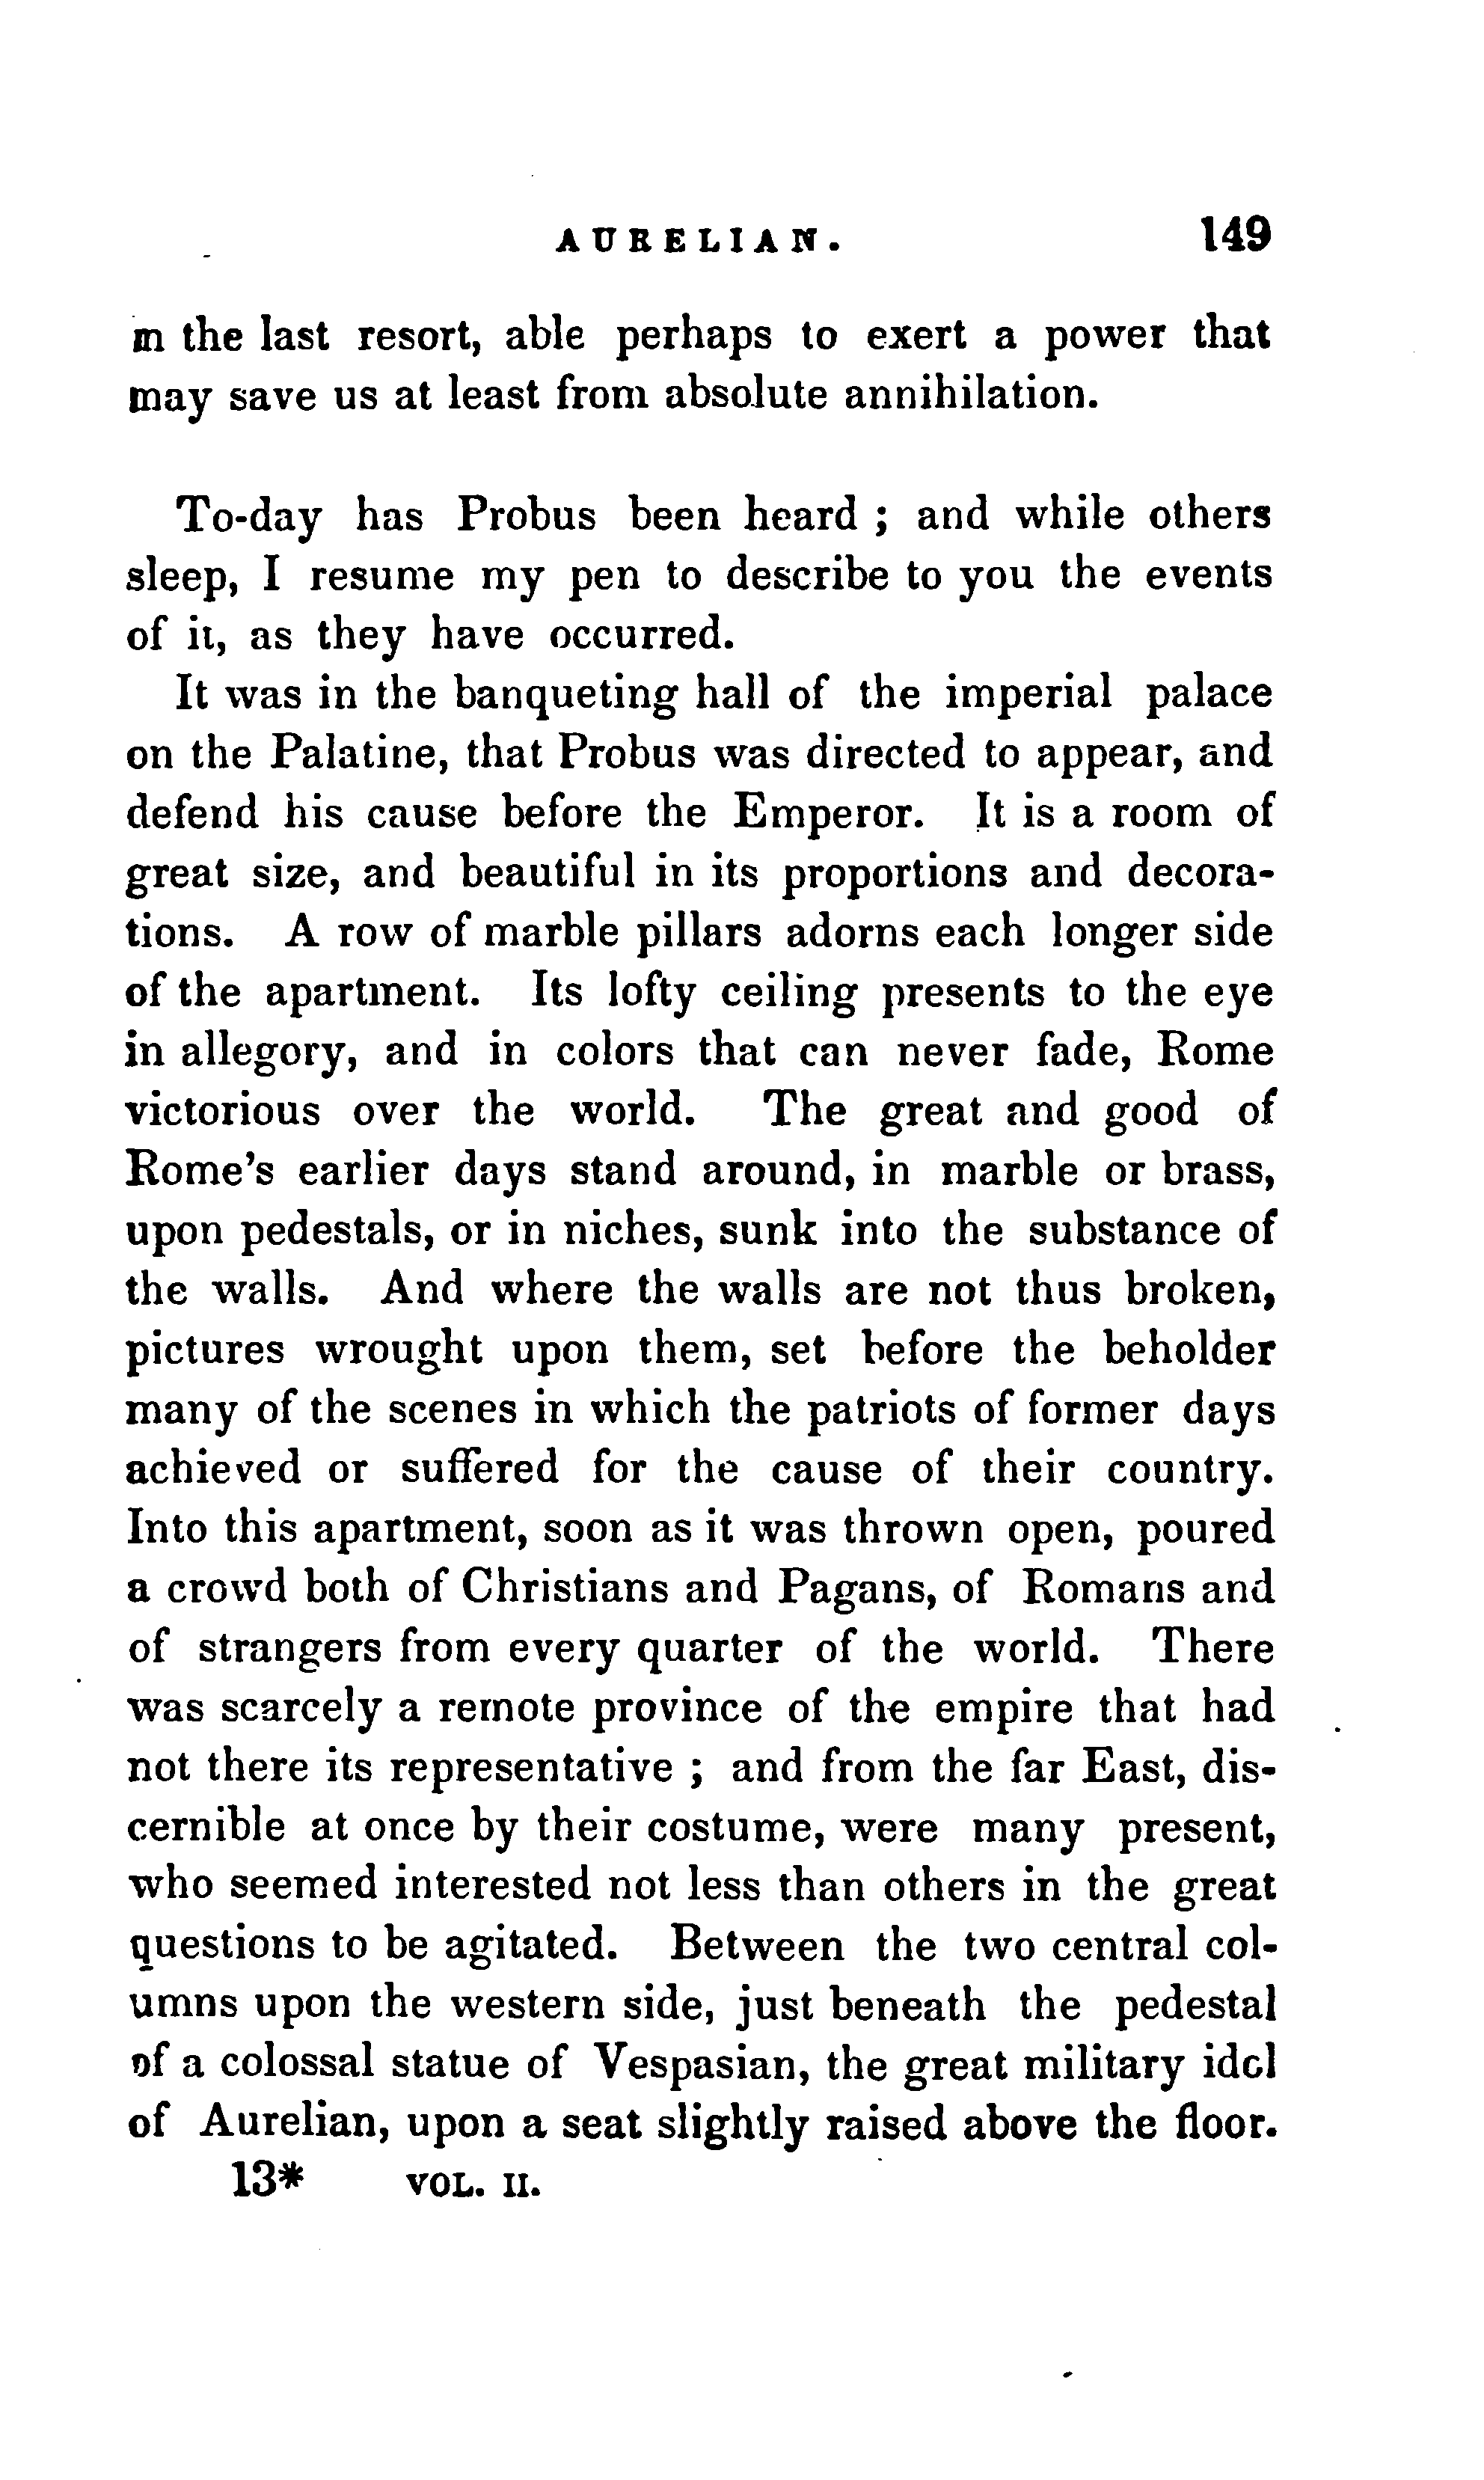 AURELIAN. 149
in the last resort, able perhaps to exert a power that
may save us at least from absolute annihilation.
To-day has Probus been heard ; and while others
sleep, I resume my pen to describe to you the events
of it, as they have occurred.
It was in the banqueting hall of the imperial palace
on the Palatine, that Probus was directed to appear, and
defend his cause before the Emperor. It is a room of
great size, and beautiful in its proportions and decora-
tions. A row of marble pillars adorns each longer side
of the apartment. Its lofty ceiling presents to the eye
in allegory, and in colors that can never fade, Rome
victorious over the world. The great and good of
Rome's earlier days stand around, in marble or brass,
upon pedestals, or in niches, sunk into the substance of
the walls. And where the walls are not thus broken,
pictures wrought upon them, set before the beholder
many of the scenes in which the patriots of former days
achieved or suffered for the cause of their country.
Into this apartment, soon as it was thrown open, poured
a crowd both of Christians and Pagans, of Romans and
of strangers from every quarter of the world. There
was scarcely a remote province of the empire that had
not there its representative ; and from the far East, dis-
cernible at once by their costume, were many present,
who seemed interested not less than others in the great
questions to be agitated. Between the two central col-
umns upon the western side, just beneath the pedestal
of a colossal statue of Vespasian, the great military idol
of Aurelian, upon a seat slightly raised above the floor.
13* VOL. II.